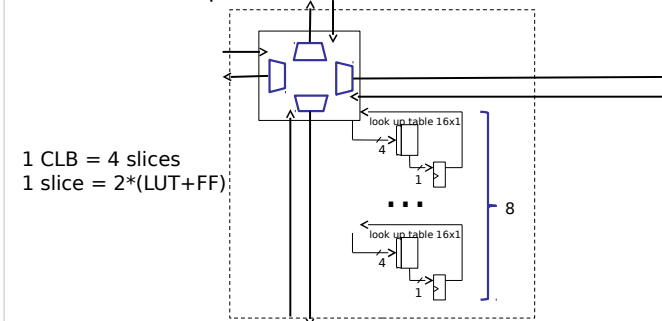 look up table 16x1
4
1
1 CLB = 4 slices
1 slice = 2*(LUT+FF)
...
8
look up table 16x1
4
1